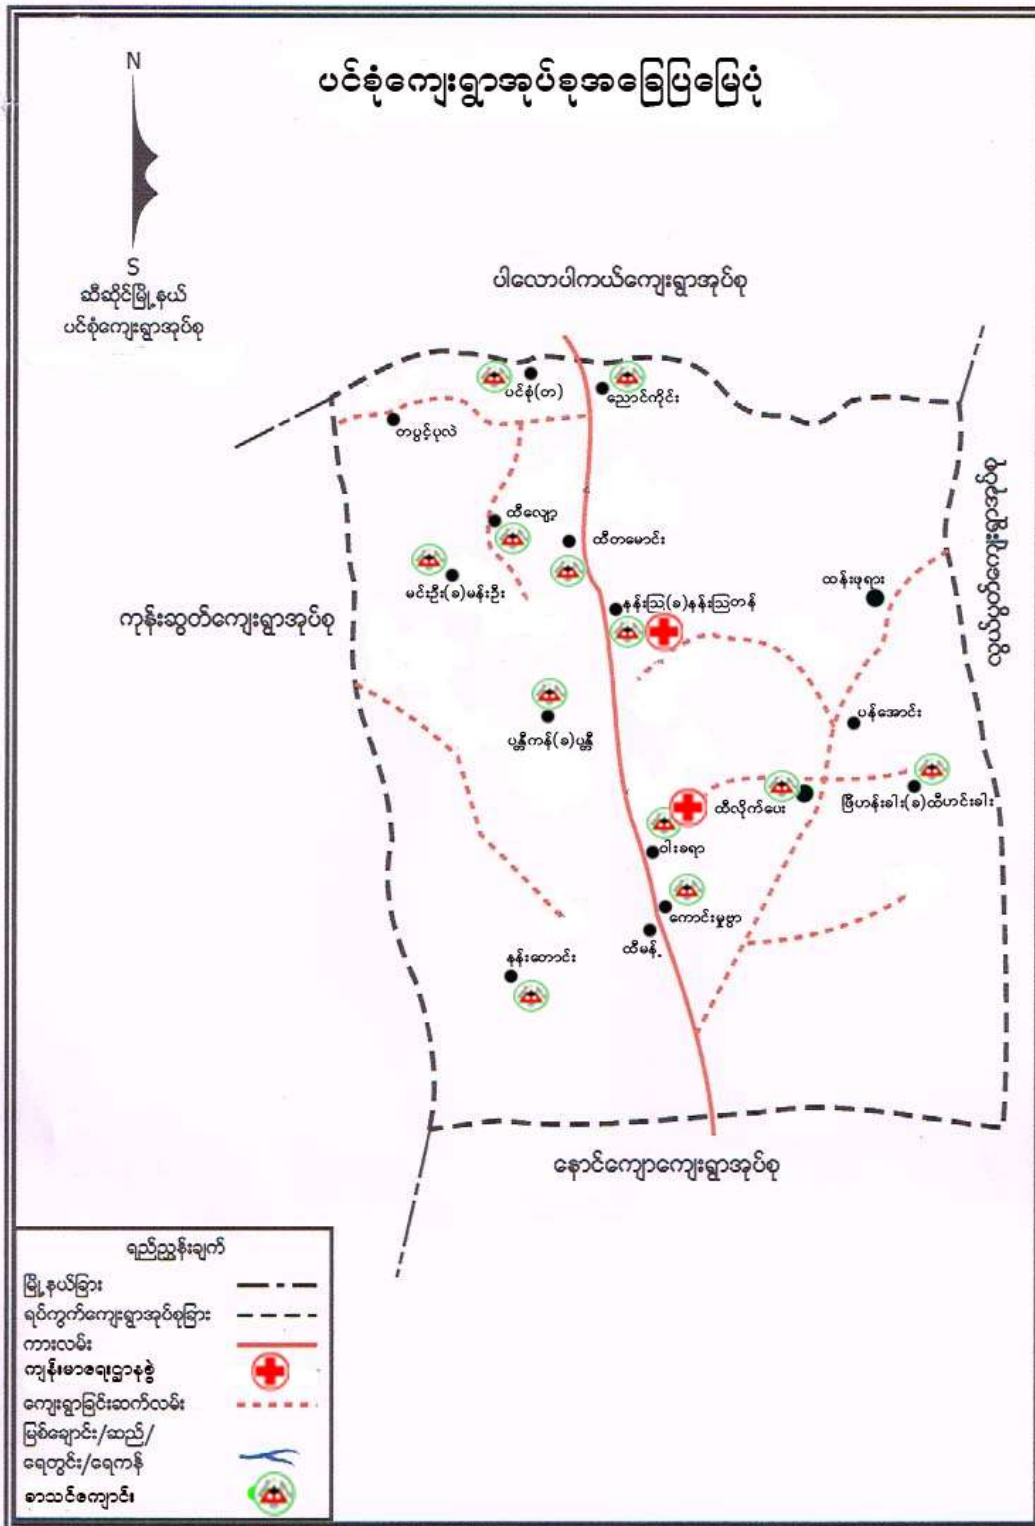 ပင်စုံကျေးရွာအုပ်စုအခြေပြမြေပုံ
N
S
ဆီဆိုင်မြို့နယ်
ပင်စုံကျေးရွာအုပ်စု
ပါလောပါကယ်ကျေးရွာအုပ်စု
ပင်စုံ(တ)
ညောင်ကိုင်း
တပွင့်ပုလဲ
ထီလျော့
ထီတမောင်း
မင်းဦး(ခ)မန်းဦး
ထန်းဖုရား
နန်းဩ(ခ)နန်းဩတန်
ကုန်းသွတ်ကျေးရွာအုပ်စု
ပန်အောင်း
ပန္တီကန်(ခ)ပန္တီ
ထီလိုက်ပေး
ဖြီဟန်းခါး(ခ)ထီဟင်းခါး
ဝါးခရာ
ကောင်းမှုဗွာ
ထီမန့်
နန်းတောင်း
နောင်ကျောကျေးရွာအုပ်စု
ရည်ညွှန်းချက်
မြို့နယ်ခြား
ရပ်ကွက်ကျေးရွာအုပ်စုခြား
ကားလမ်း
ကျန်းမာရေးဌာနခွဲ
ကျေးရွာခြင်းဆက်လမ်း
မြစ်ချောင်း/ဆည်/
ရေတွင်း/ရေကန်
စာသင်ကျောင်း